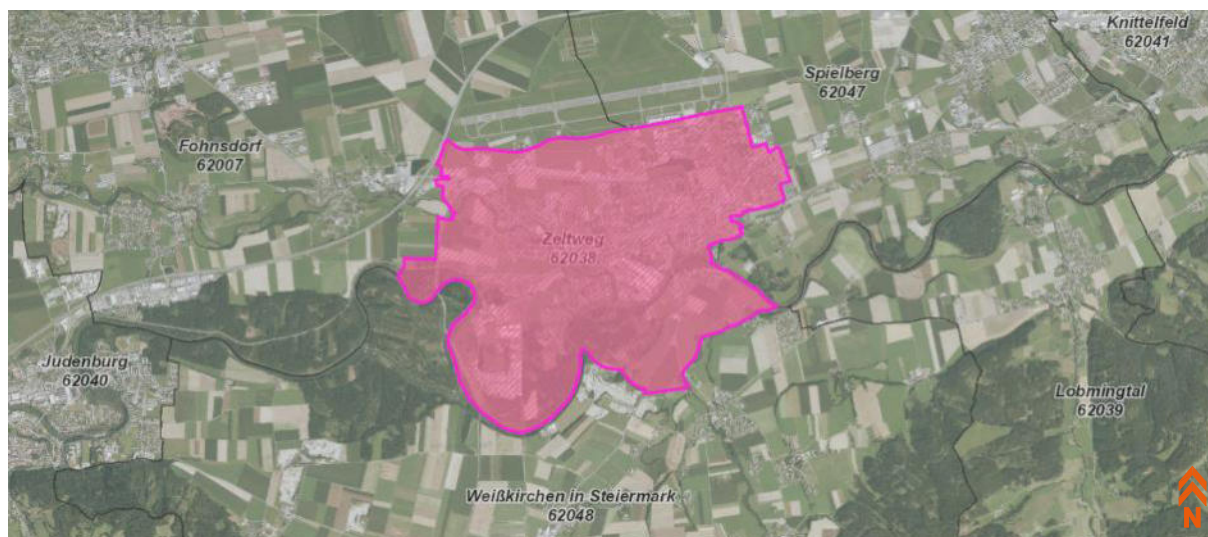 Knittelfeld
62041
Spielberg
62047
Fohnsdorf
62007
Zeltweg
62038
Judenburg
62040
Lobmingtal
62039
Weißkirchen in Steiermark
62048
N